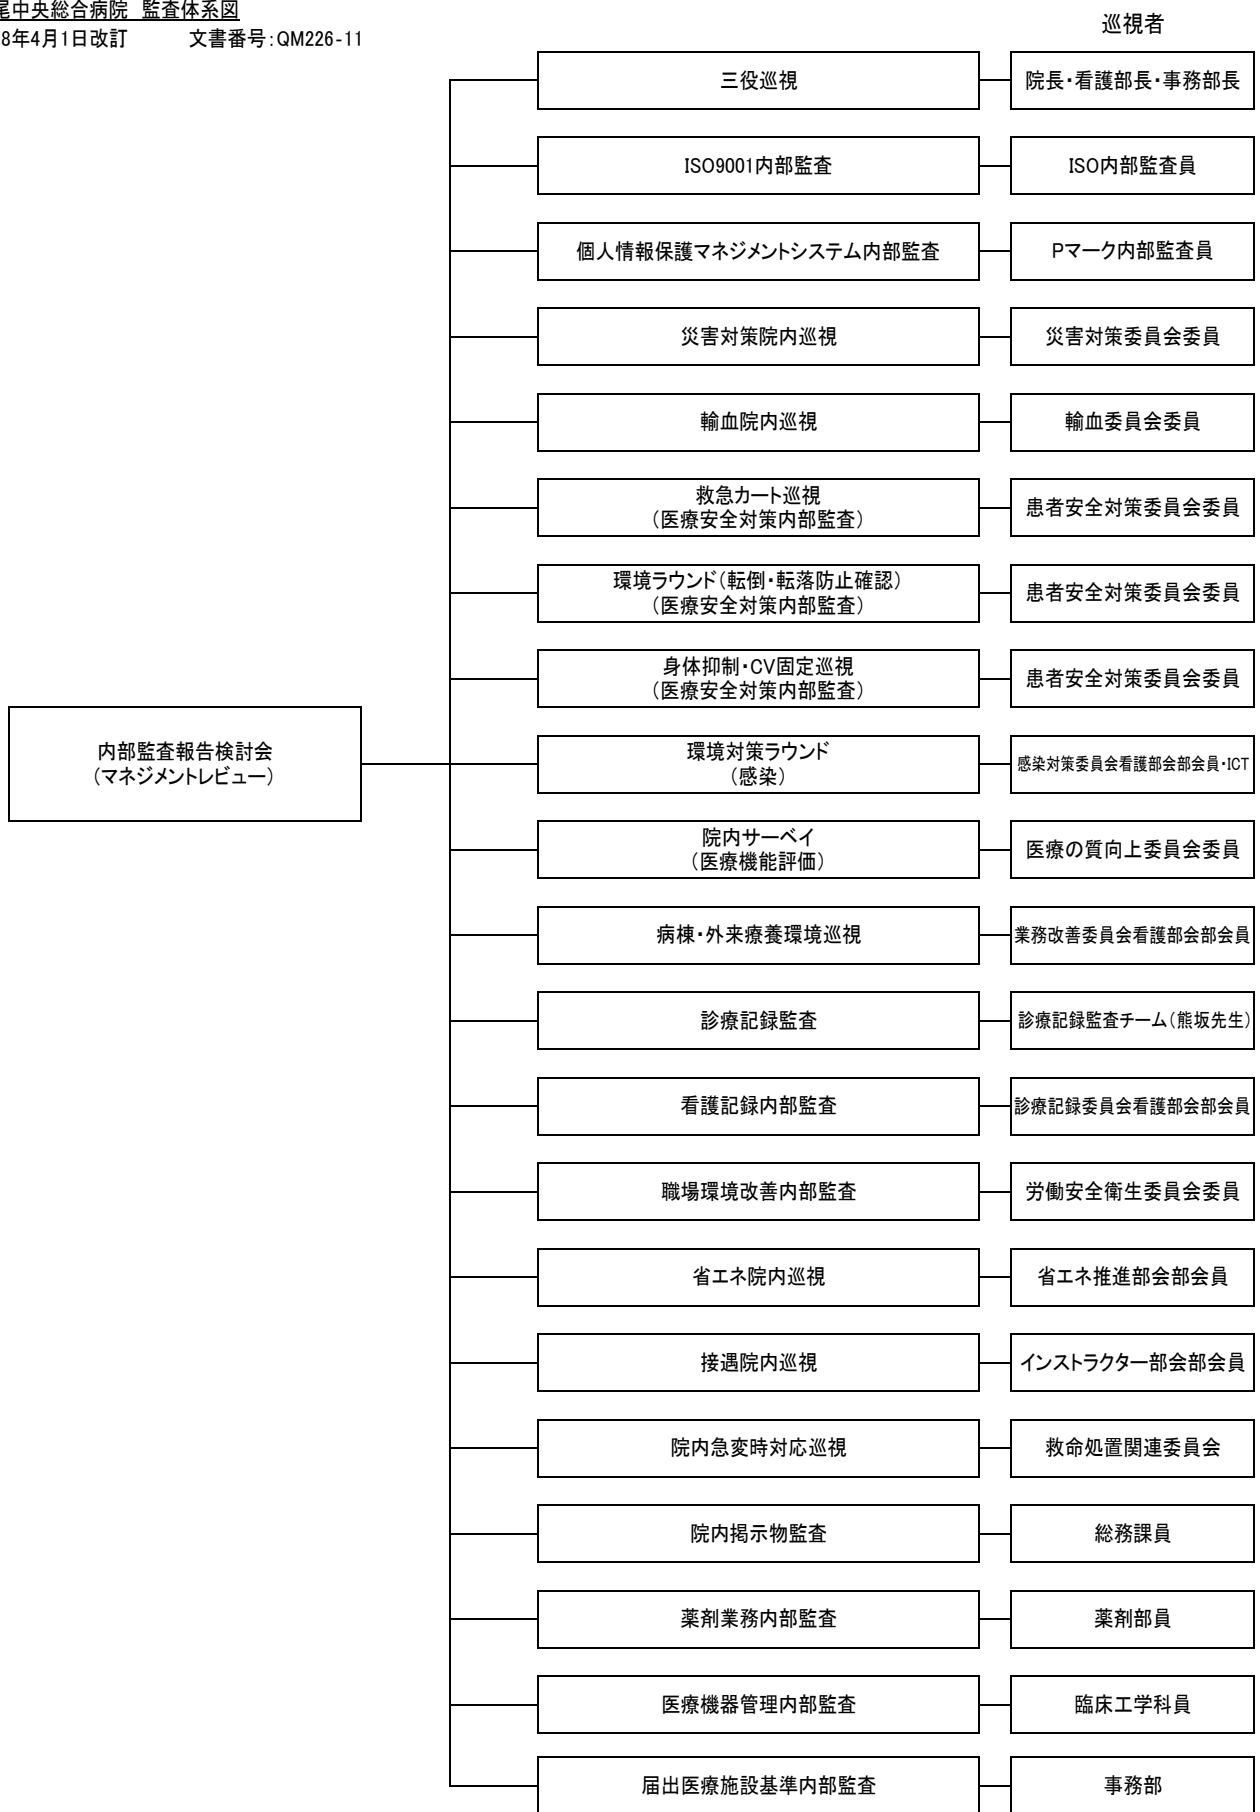 尾中央総合病院 監査体系図
8年4月1日改訂 文書番号：QM226-11
巡視者
三役巡視
院長・看護部長・事務部長
ISO9001内部監査
ISO内部監査員
個人情報保護マネジメントシステム内部監査
Pマーク内部監査員
災害対策院内巡視
災害対策委員会委員
輸血院内巡視
輸血委員会委員
救急カート巡視
（医療安全対策内部監査）
患者安全対策委員会委員
環境ラウンド（転倒・転落防止確認）
（医療安全対策内部監査）
患者安全対策委員会委員
身体抑制・CV固定巡視
（医療安全対策内部監査）
患者安全対策委員会委員
内部監査報告検討会
（マネジメントレビュー）
環境対策ラウンド
（感染）
感染対策委員会看護部会部会員・ICT
院内サーベイ
（医療機能評価）
医療の質向上委員会委員
病棟・外来療養環境巡視
業務改善委員会看護部会部会員
診療記録監査
診療記録監査チーム（熊坂先生）
看護記録内部監査
診療記録委員会看護部会部会員
職場環境改善内部監査
労働安全衛生委員会委員
省エネ院内巡視
省エネ推進部会部会員
接遇院内巡視
インストラクター部会部会員
院内急変時対応巡視
救命処置関連委員会
院内掲示物監査
総務課員
薬剤業務内部監査
薬剤部員
医療機器管理内部監査
臨床工学科員
届出医療施設基準内部監査
事務部